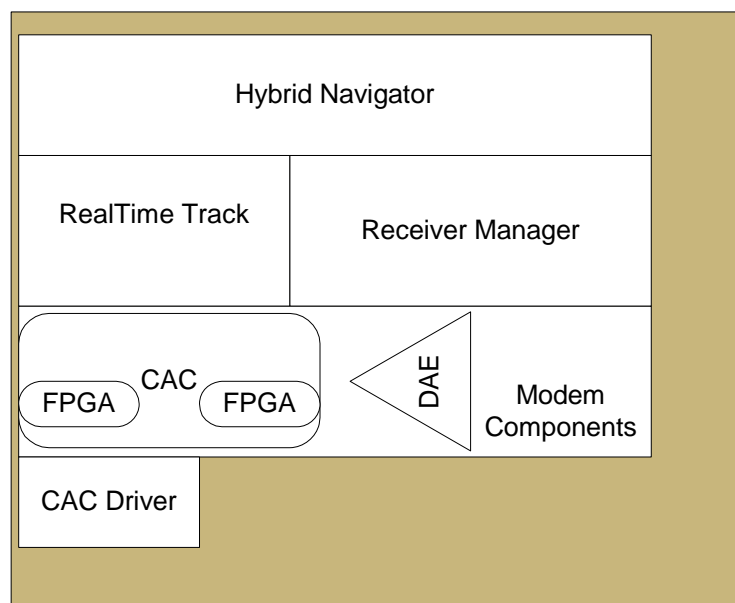 Hybrid Navigator
RealTime Track
Receiver Manager
CAC
FPGA
FPGA
DAE
Modem
Components
CAC Driver